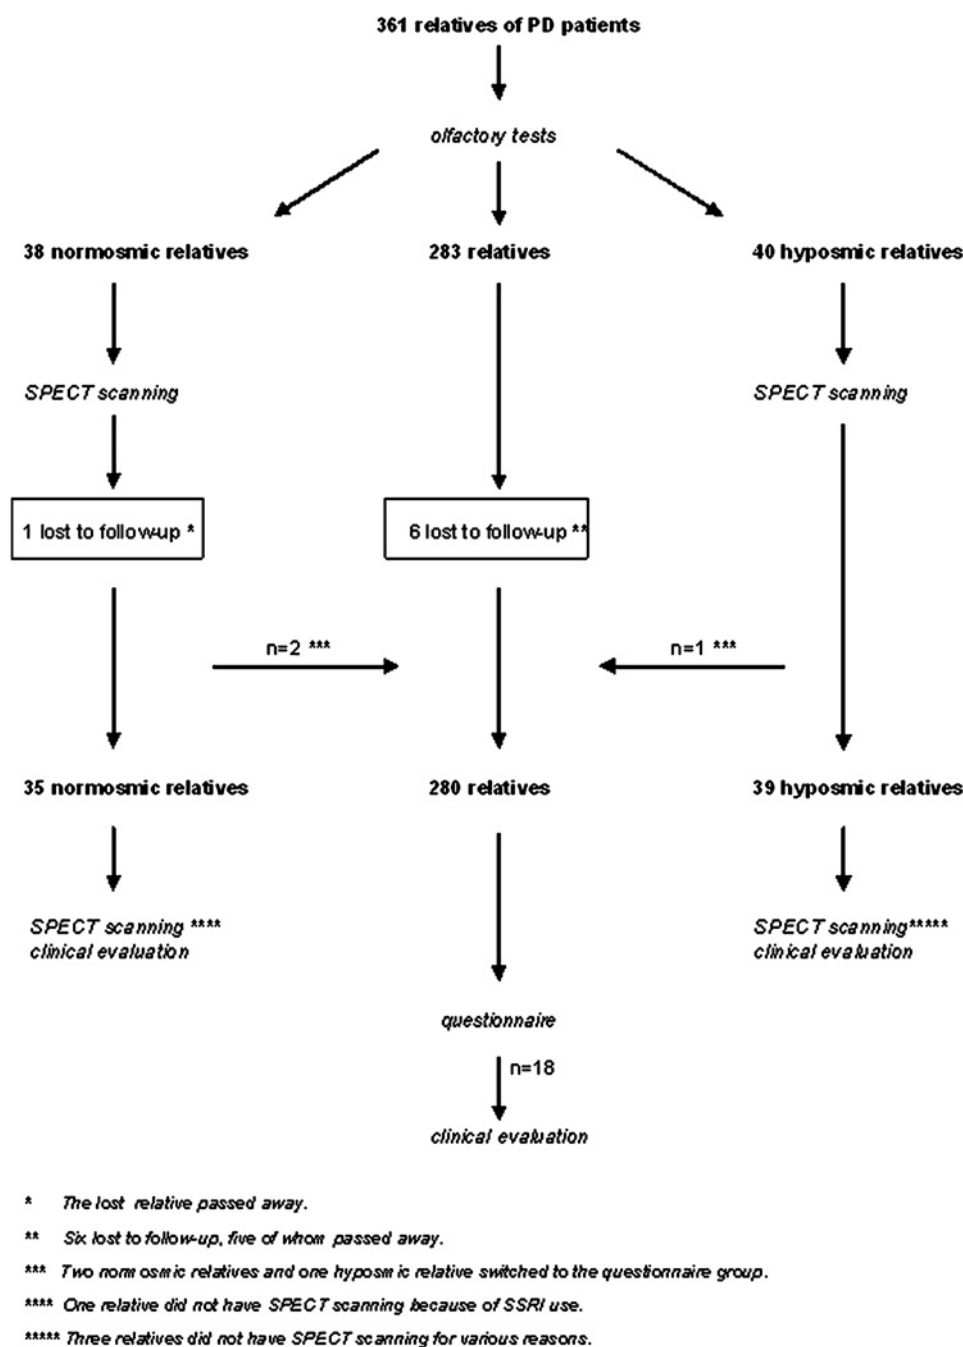 361 relatives of PD patients
olfactory tests
38 normosmic relatives
283 relatives
40 hyposmic relatives
SPECT scanning
SPECT scanning
1 lost to follow-up *
6 lost to follow-up **
n=2 ***
n=1 ***
35 normosmic relatives
280 relatives
39 hyposmic relatives
SPECT scanning ****
clinical evaluation
SPECT scanning*****
clinical evaluation
questionnaire
n=18
clinical evaluation
* The lost relative passed away.
** Six lost to follow-up, five of whom passed away.
*** Two normosmic relatives and one hyposmic relative switched to the questionnaire group.
**** One relative did not have SPECT scanning because of SSRI use.
***** Three relatives did not have SPECT scanning for various reasons.